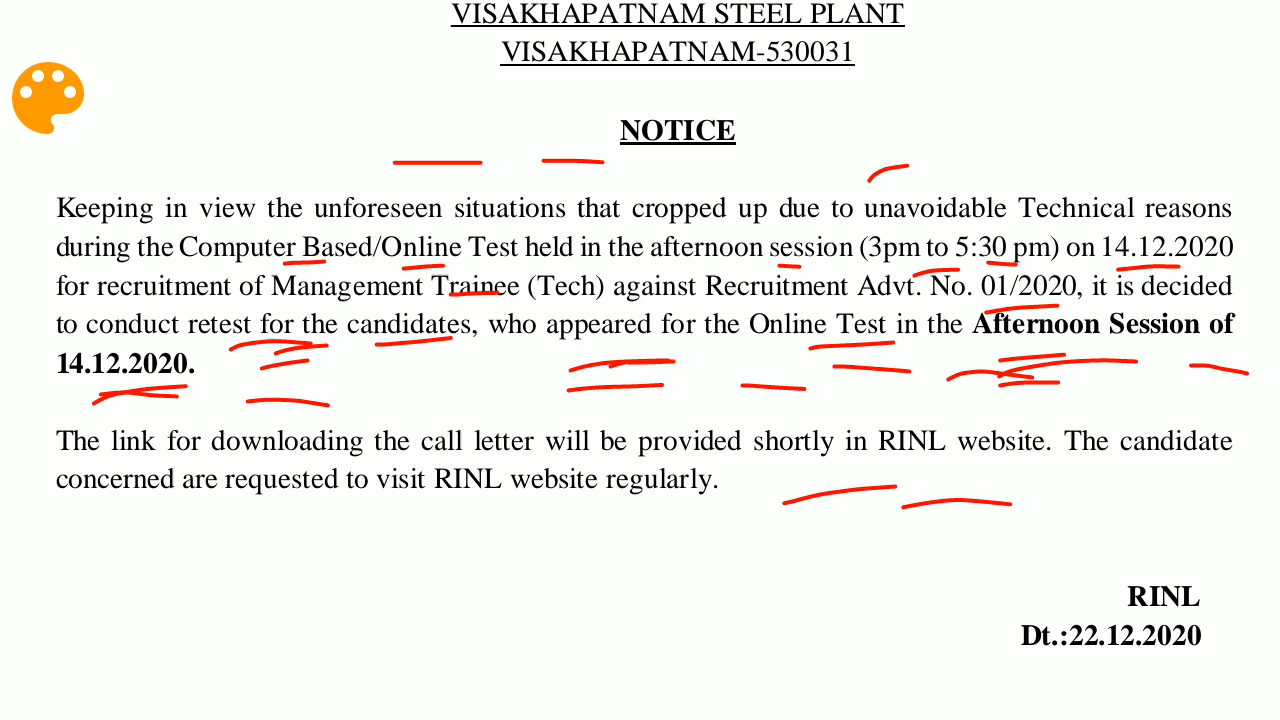 VISAKHAPATNAM STEEL PLANT
VISAKHAPATNAM-530031
NOTICE
Keeping in view the unforeseen situations that cropped up due to unavoidable Technical reasons
during the Computer Based/Online Test held in the afternoon session (3pm to 5:30 pm) on 14.12.2020
for recruitment of Management Trainee (Tech) against Recruitment Advt. No. 01/2020, it is decided
to conduct retest for the candidates, who appeared for the Online Test in the Afternoon Session of
14.12.2020.
The link for downloading the call letter will be provided shortly in RINL website. The candidate
concerned are requested to visit RINL website regularly.
RINL
Dt.:22.12.2020